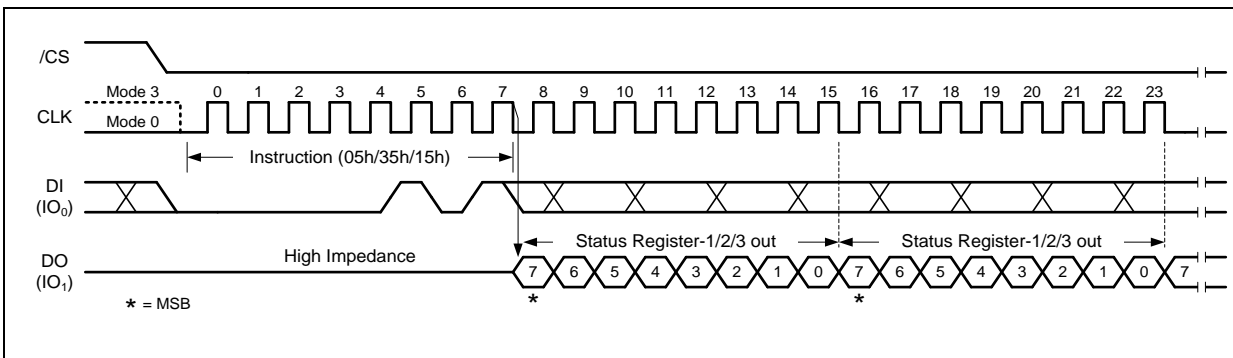 /CS
Mode 3
0 1 2 3 4 5 6 7 8 9 10 11 12 13 14 15 16 17 18 19 20 21 22 23
CLK
Mode 0
Instruction (05h/35h/15h)
DI
(IO₀)
Status Register-1/2/3 out Status Register-1/2/3 out
High Impedance
DO
(IO₁)
7 6 5 4 3 2 1 0 7 6 5 4 3 2 1 0 7
* *
* = MSB